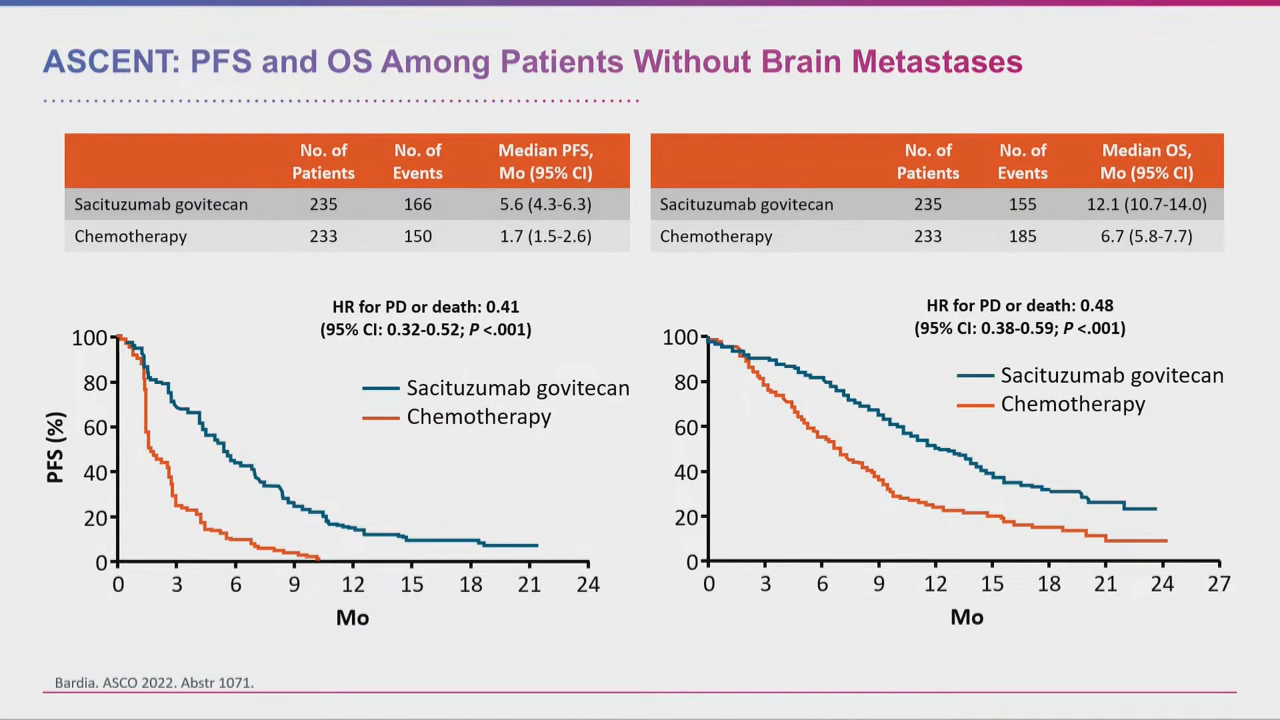 ASCENT: PFS and OS Among Patients Without Brain Metastases
No. of Patients No. of Events Median PFS, Mo (95% CI)
Sacituzumab govitecan 235 166 5.6 (4.3-6.3)
Chemotherapy 233 150 1.7 (1.5-2.6)
No. of Patients No. of Events Median OS, Mo (95% CI)
Sacituzumab govitecan 235 155 12.1 (10.7-14.0)
Chemotherapy 233 185 6.7 (5.8-7.7)
HR for PD or death: 0.41
(95% CI: 0.32-0.52; P <.001)
Sacituzumab govitecan
Chemotherapy
PFS (%)
100
80
60
40
20
0
0 3 6 9 12 15 18 21 24
Mo
HR for PD or death: 0.48
(95% CI: 0.38-0.59; P <.001)
Sacituzumab govitecan
Chemotherapy
100
80
60
40
20
0
0 3 6 9 12 15 18 21 24 27
Mo
Bardia. ASCO 2022. Abstr 1071.